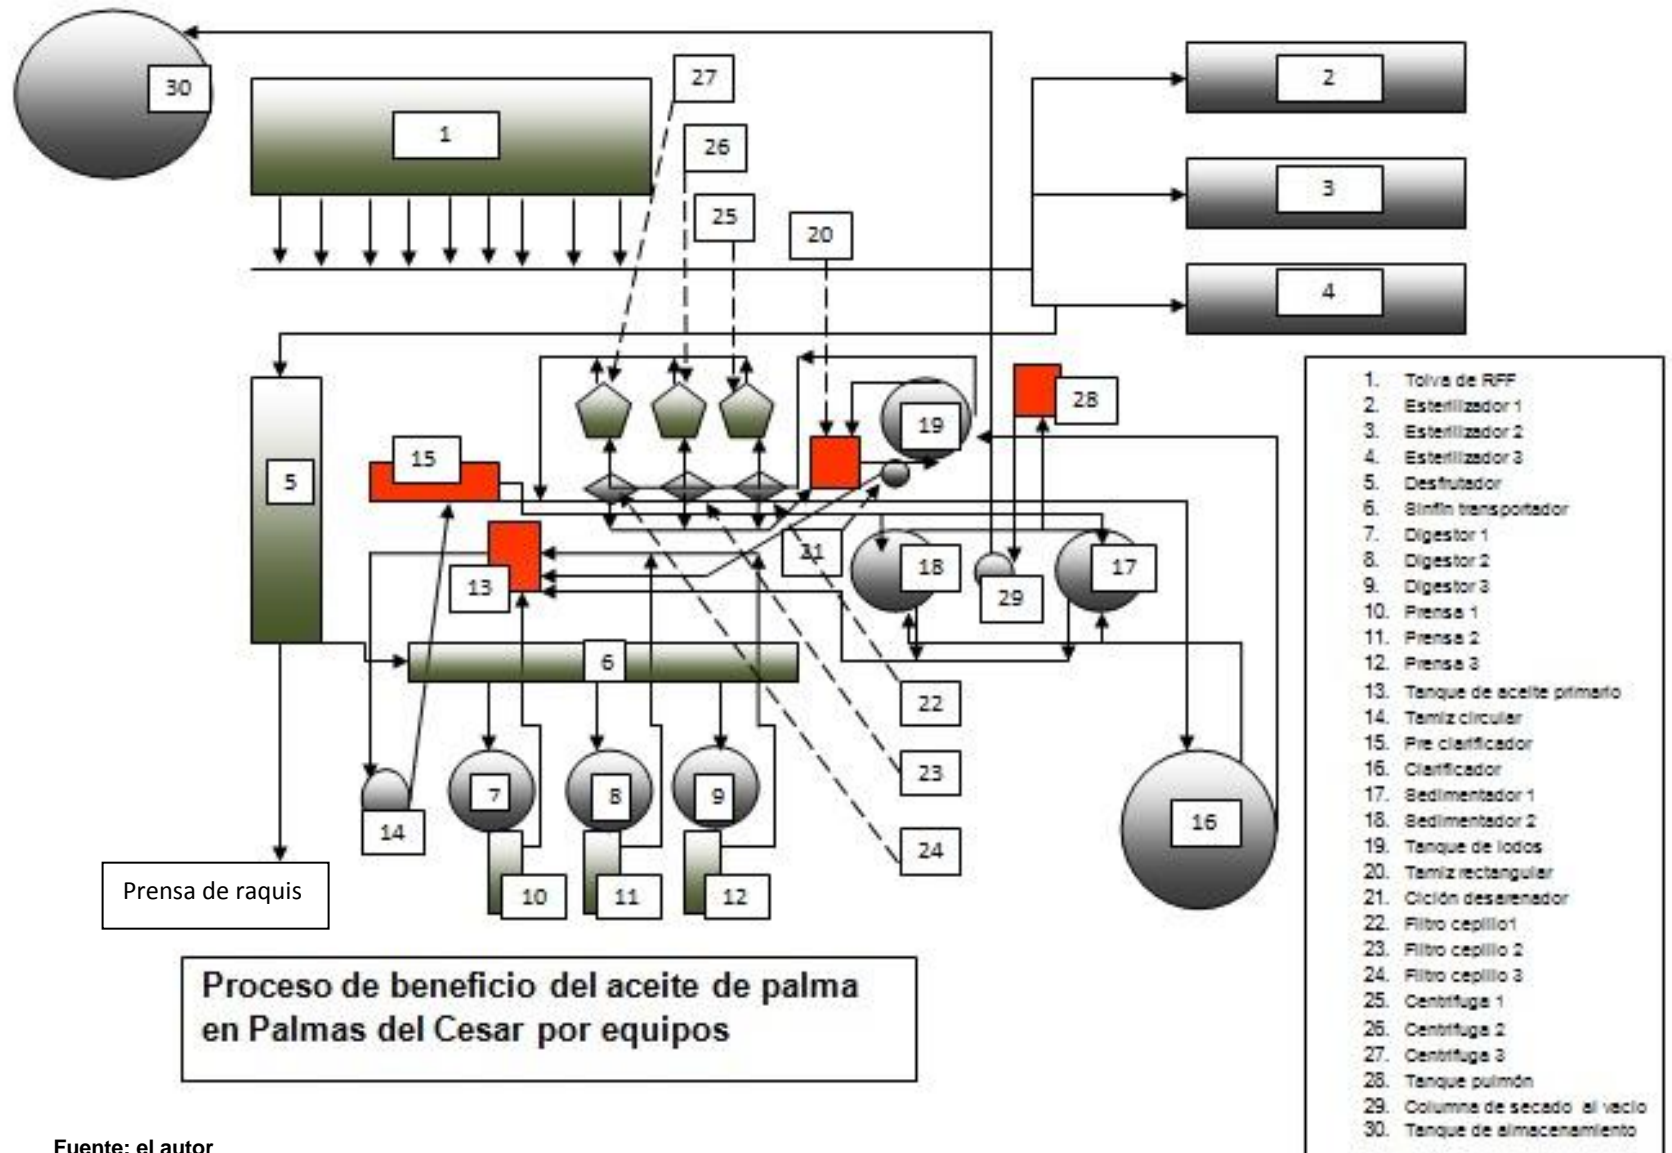 30
27
2
1
26
3
25
20
4
28
19
15
5
21
18
17
29
13
6
22
23
7
8
9
16
14
24
Prensa de raquis
10
11
12
Proceso de beneficio del aceite de palma
en Palmas del Cesar por equipos
1. Tolva de RFF
2. Esterilizador 1
3. Esterilizador 2
4. Esterilizador 3
5. Desfrutador
6. Sinfín transportador
7. Digestor 1
8. Digestor 2
9. Digestor 3
10. Prensa 1
11. Prensa 2
12. Prensa 3
13. Tanque de aceite primario
14. Tamiz circular
15. Pre clarificador
16. Clarificador
17. Sedimentador 1
18. Sedimentador 2
19. Tanque de lodos
20. Tamiz rectangular
21. Ciclón desarenador
22. Filtro cepillo1
23. Filtro cepillo 2
24. Filtro cepillo 3
25. Centrifuga 1
26. Centrifuga 2
27. Centrifuga 3
28. Tanque pulmón
29. Columna de secado al vacio
30. Tanque de almacenamiento
Fuente: el autor